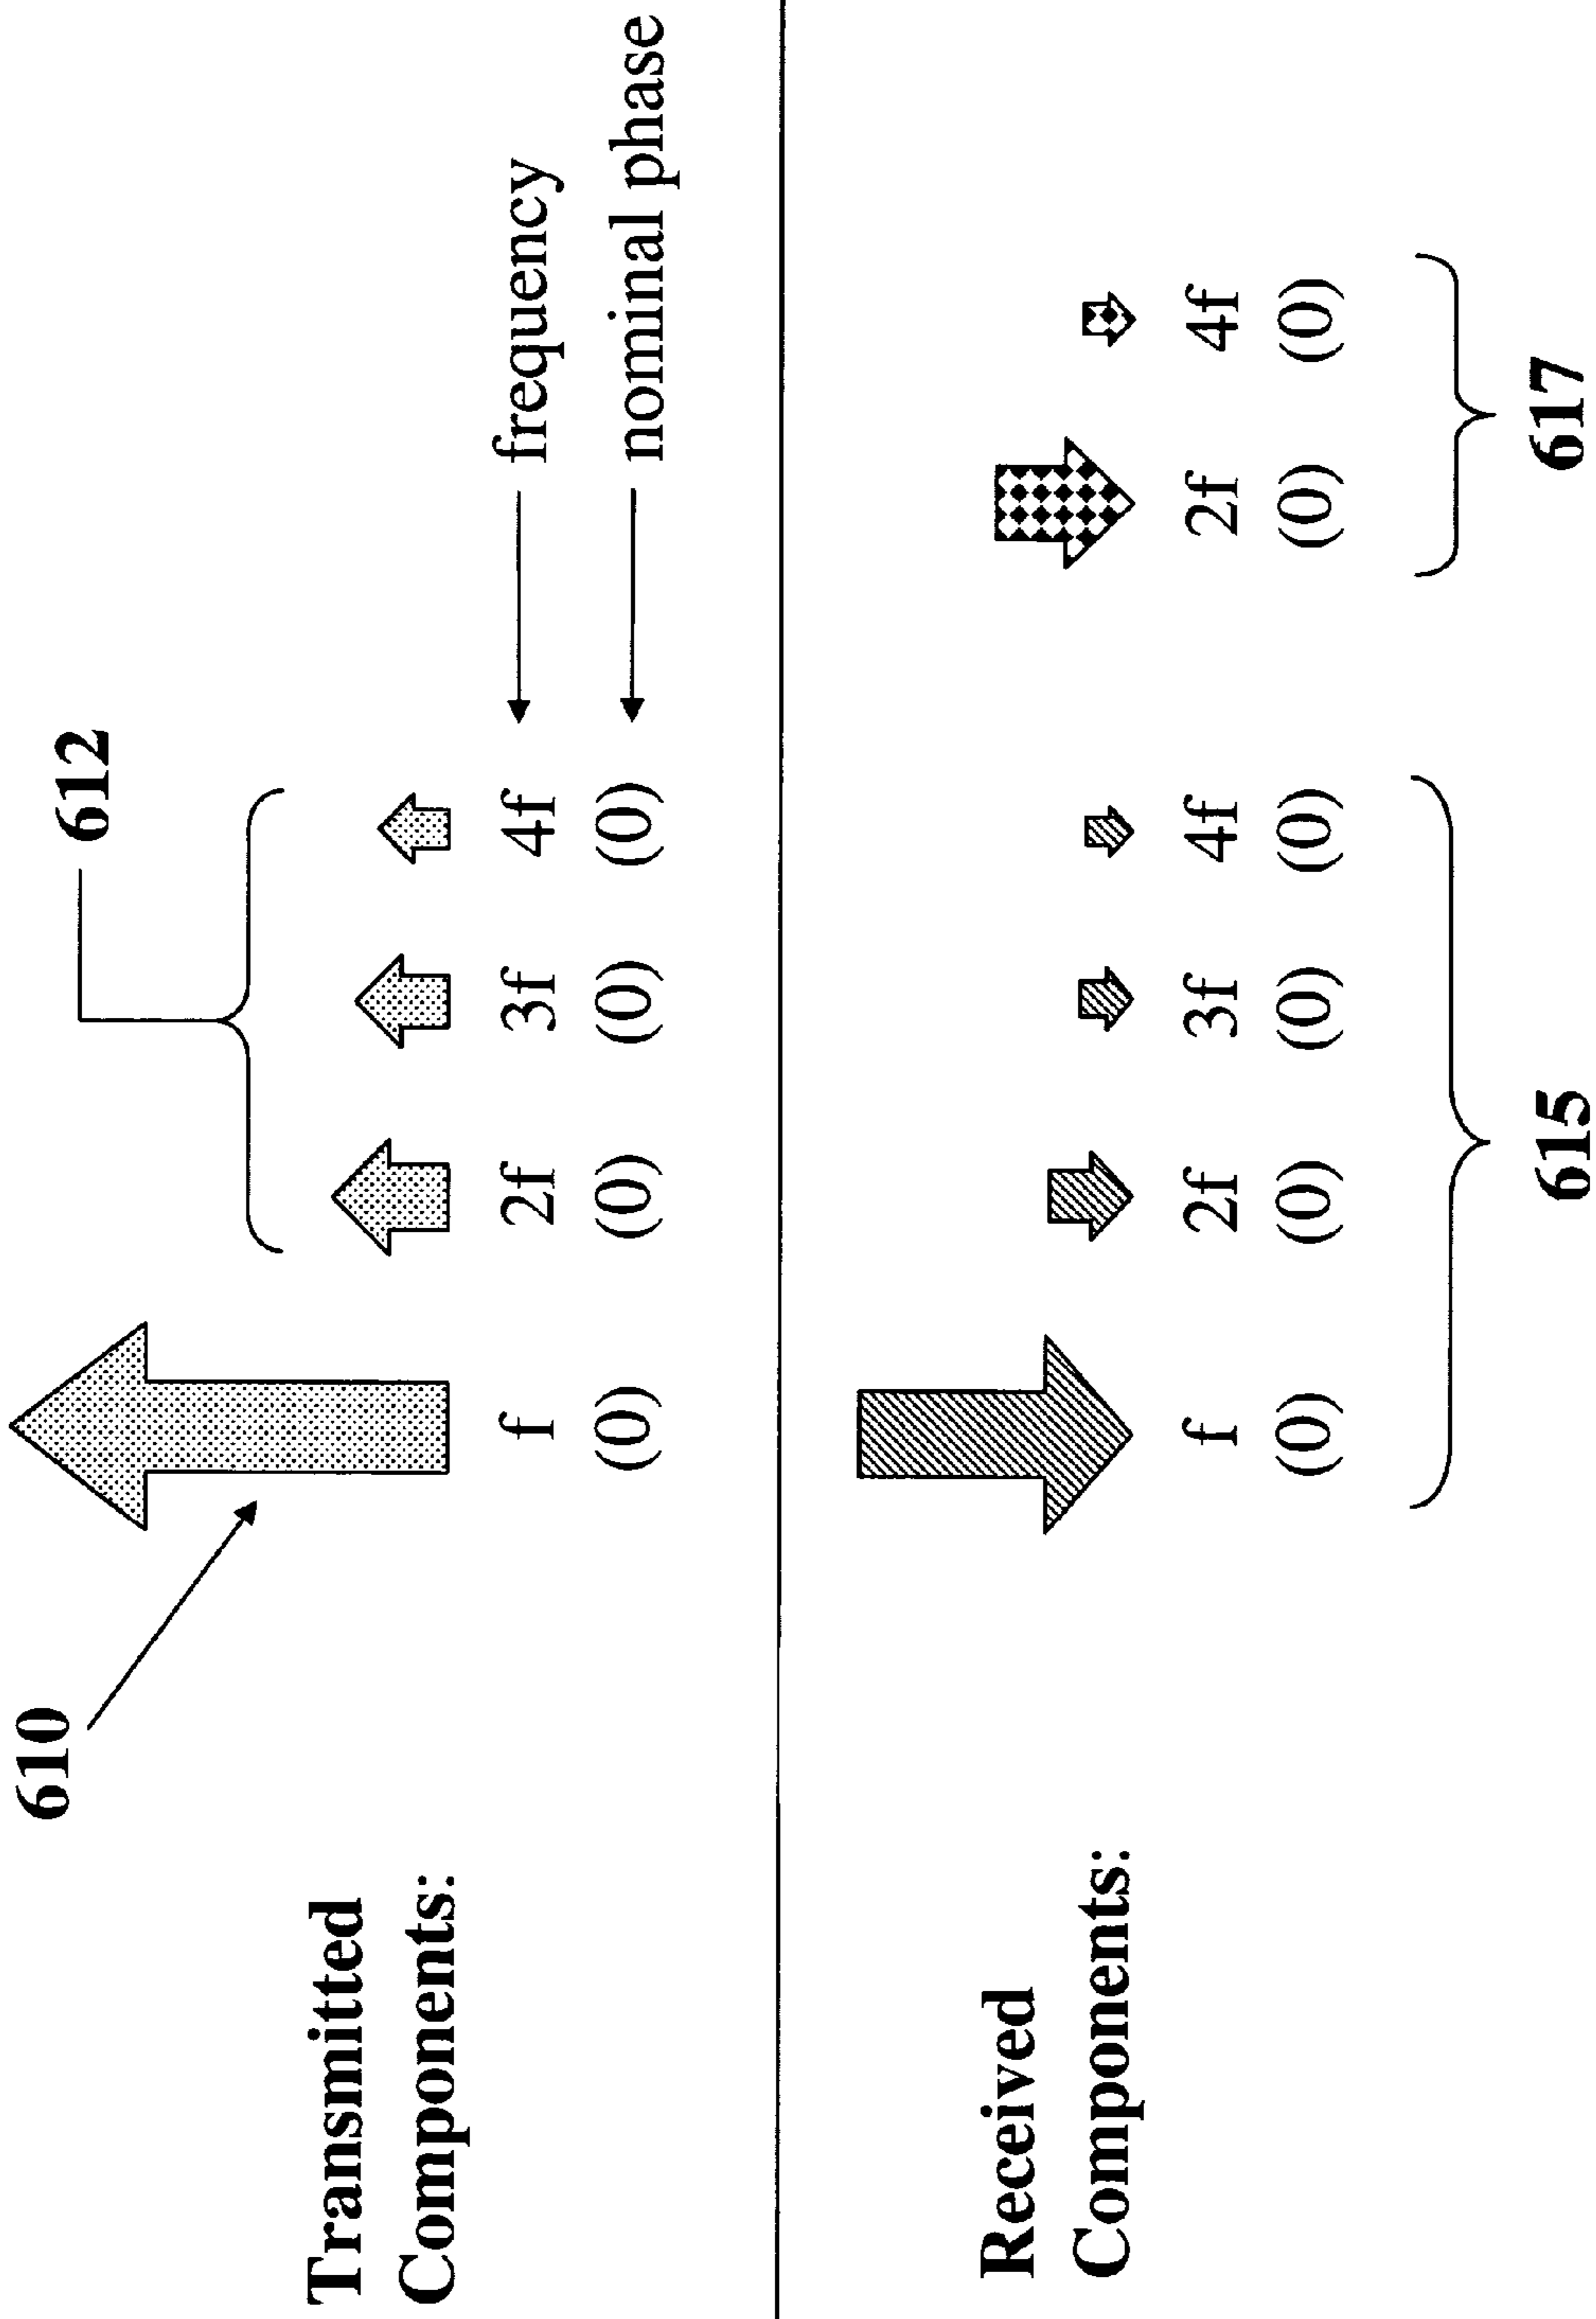 610
612
Transmitted
Components:
f 2f 3f 4f frequency
(0) (0) (0) (0) nominal phase
Received
Components:
f 2f 3f 4f 2f 4f
(0) (0) (0) (0) (0) (0)
615 617